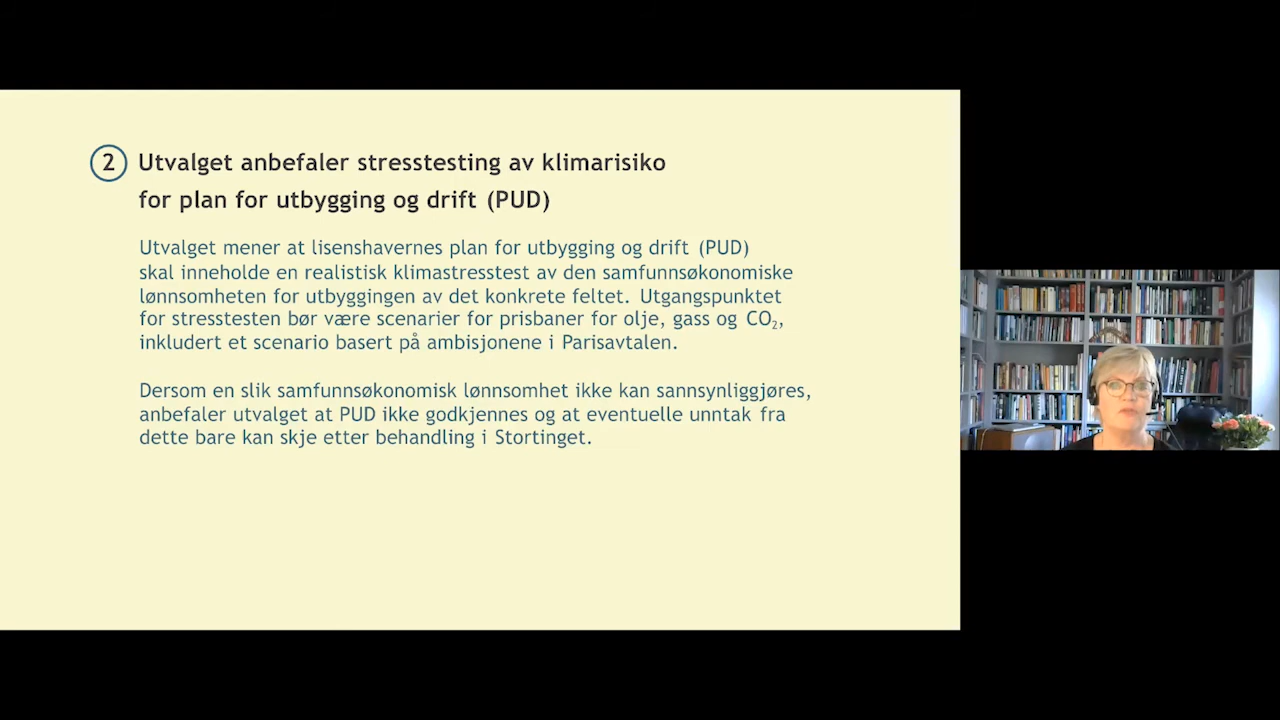 2 Utvalget anbefaler stresstesting av klimarisiko
for plan for utbygging og drift (PUD)
Utvalget mener at lisenshavernes plan for utbygging og drift (PUD)
skal inneholde en realistisk klimastresstest av den samfunnsøkonomiske
lønnsomheten for utbyggingen av det konkrete feltet. Utgangspunktet
for stresstesten bør være scenarier for prisbaner for olje, gass og CO₂,
inkludert et scenario basert på ambisjonene i Parisavtalen.
Dersom en slik samfunnsøkonomisk lønnsomhet ikke kan sannsynliggjøres,
anbefaler utvalget at PUD ikke godkjennes og at eventuelle unntak fra
dette bare kan skje etter behandling i Stortinget.